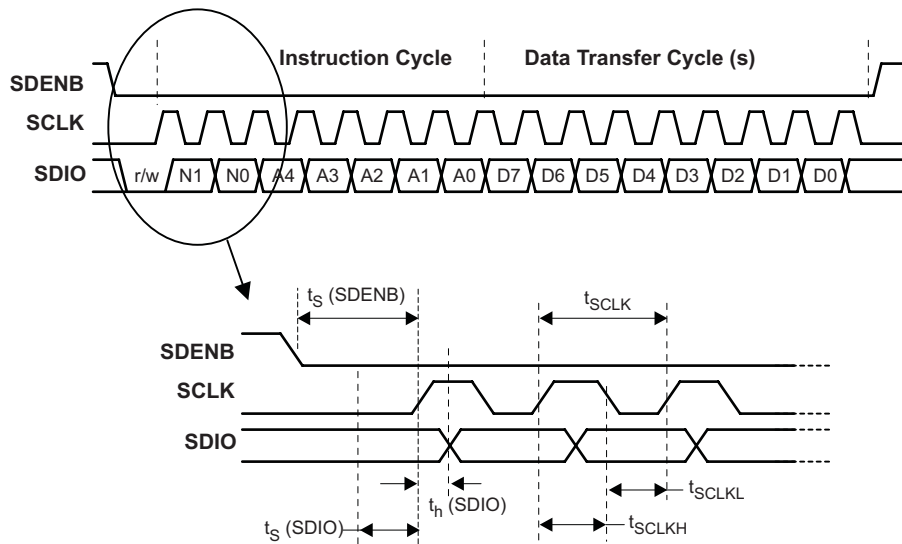 Instruction Cycle Data Transfer Cycle (s)
SDENB
SCLK
SDIO r/w N1 N0 A4 A3 A2 A1 A0 D7 D6 D5 D4 D3 D2 D1 D0
tS (SDENB) tSCLK
SDENB
SCLK
SDIO
th (SDIO) tSCLKL
tS (SDIO) tSCLKH